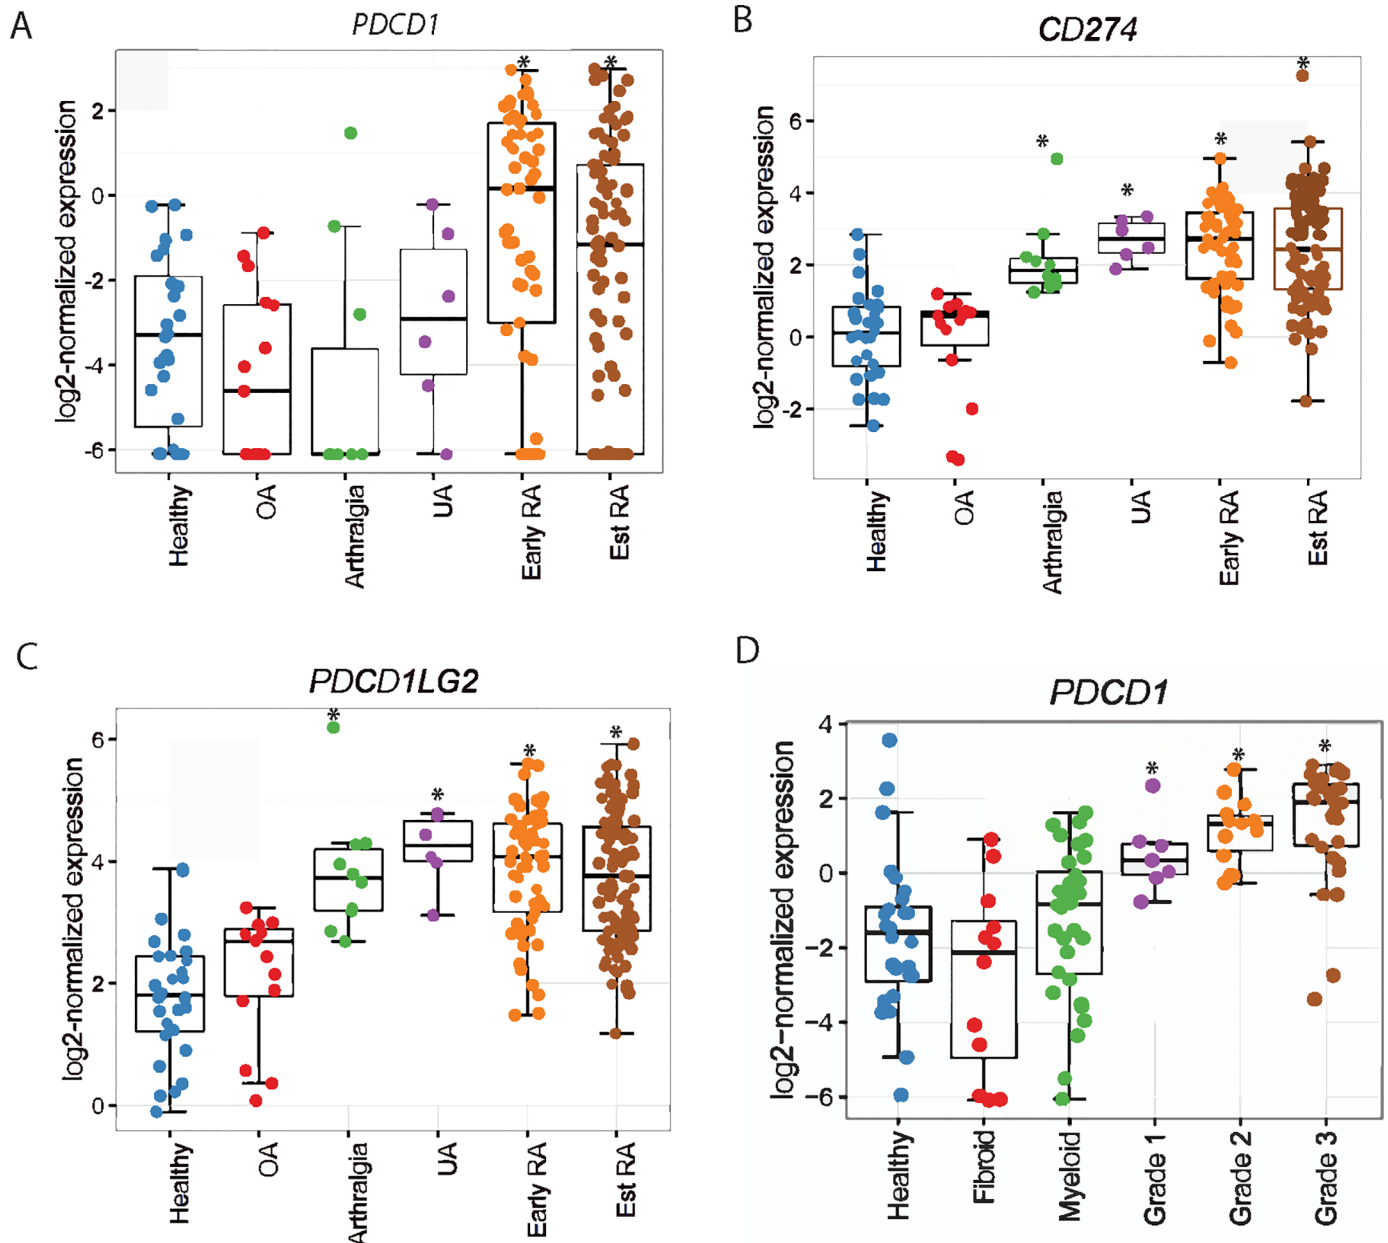 A
PDCD1
log2-normalized expression
2
0
-2
-4
-6
* *
Healthy
OA
Arthralgia
UA
Early RA
Est RA
B
CD274
log2-normalized expression
6
4
2
0
-2
* * * *
Healthy
OA
Arthralgia
UA
Early RA
Est RA
C
PDCD1LG2
log2-normalized expression
6
4
2
0
* * * *
Healthy
OA
Arthralgia
UA
Early RA
Est RA
D
PDCD1
log2−normalized expression
4
2
0
−2
−4
−6
* * *
Healthy
Fibroid
Myeloid
Grade 1
Grade 2
Grade 3